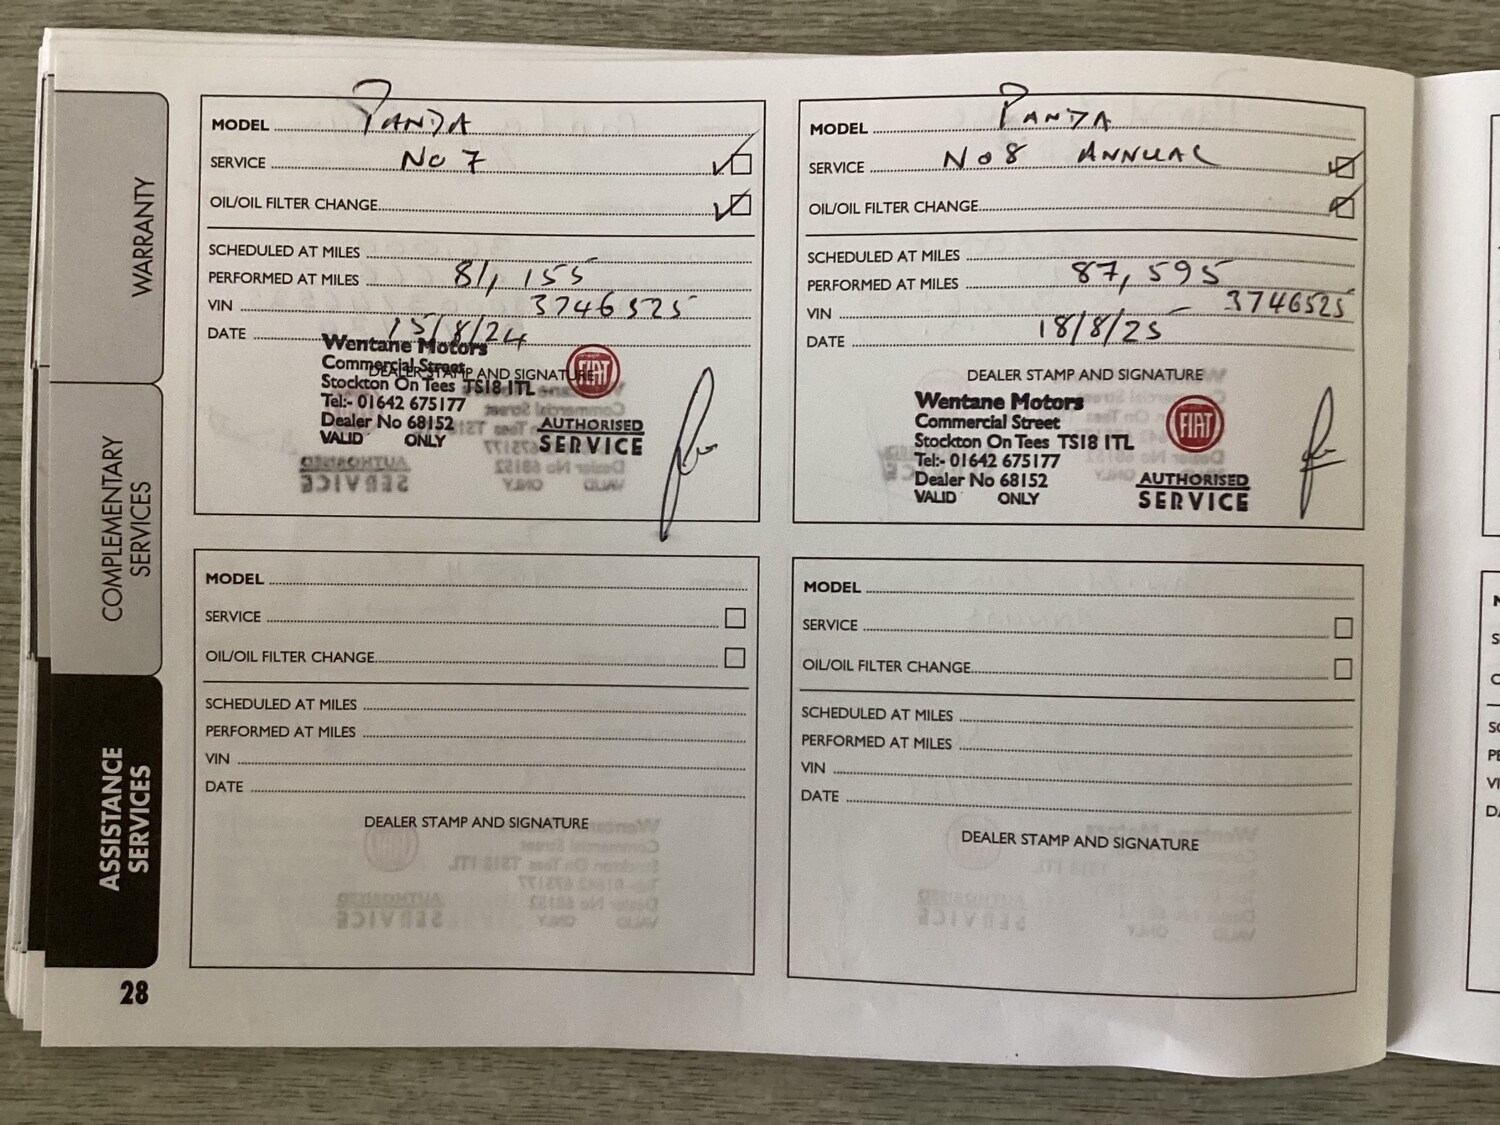 WARRANTY
COMPLEMENTARY
SERVICES
ASSISTANCE
SERVICES
28
MODEL PANDA
SERVICE No 7
OIL/OIL FILTER CHANGE
SCHEDULED AT MILES
PERFORMED AT MILES 81,155
VIN 3746525
DATE 15/8/24
DEALER STAMP AND SIGNATURE
Wentane Motors
Commercial Street
Stockton On Tees TS18 1TL
Tel:- 01642 675177
Dealer No 68152
VALID ONLY
FIAT
AUTHORISED
SERVICE
MODEL PANDA
SERVICE No 8 ANNUAL
OIL/OIL FILTER CHANGE
SCHEDULED AT MILES
PERFORMED AT MILES 87,595
VIN 3746525
DATE 18/8/25
DEALER STAMP AND SIGNATURE
Wentane Motors
Commercial Street
Stockton On Tees TS18 1TL
Tel:- 01642 675177
Dealer No 68152
VALID ONLY
FIAT
AUTHORISED
SERVICE
MODEL
SERVICE
OIL/OIL FILTER CHANGE
SCHEDULED AT MILES
PERFORMED AT MILES
VIN
DATE
DEALER STAMP AND SIGNATURE
MODEL
SERVICE
OIL/OIL FILTER CHANGE
SCHEDULED AT MILES
PERFORMED AT MILES
VIN
DATE
DEALER STAMP AND SIGNATURE